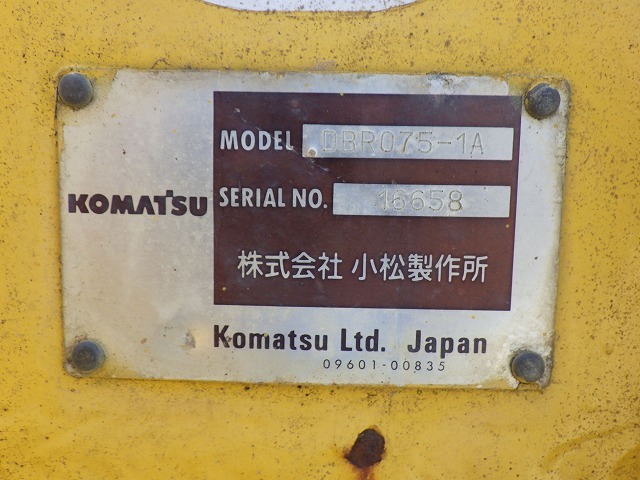 MODEL DBR075-1A
KOMATSU
SERIAL NO. 16658
株式会社 小松製作所
Komatsu Ltd. Japan
09601-00835